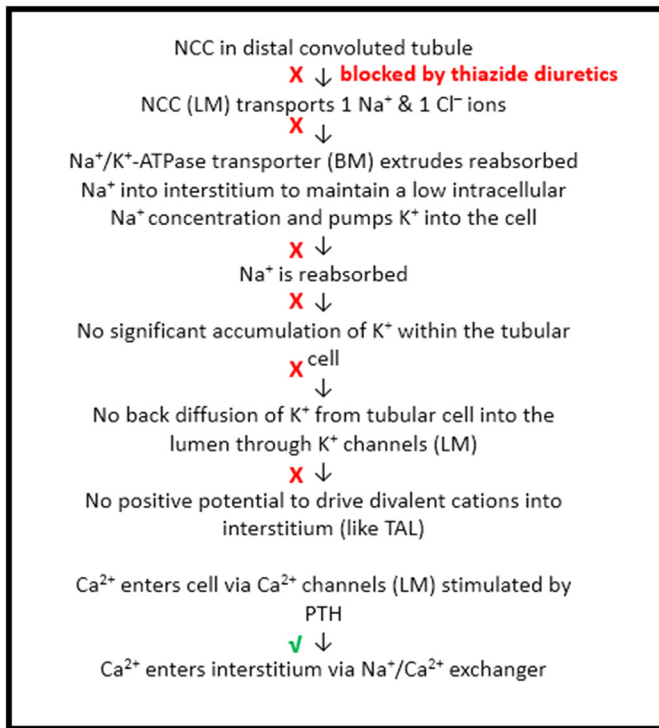 NCC in distal convoluted tubule
X ↓ blocked by thiazide diuretics
NCC (LM) transports 1 Na⁺ & 1 Cl⁻ ions
X ↓
Na⁺/K⁺-ATPase transporter (BM) extrudes reabsorbed
Na⁺ into interstitium to maintain a low intracellular
Na⁺ concentration and pumps K⁺ into the cell
X ↓
Na⁺ is reabsorbed
X ↓
No significant accumulation of K⁺ within the tubular
X cell
↓
No back diffusion of K⁺ from tubular cell into the
lumen through K⁺ channels (LM)
X ↓
No positive potential to drive divalent cations into
interstitium (like TAL)
Ca²⁺ enters cell via Ca²⁺ channels (LM) stimulated by
PTH
√ ↓
Ca²⁺ enters interstitium via Na⁺/Ca²⁺ exchanger